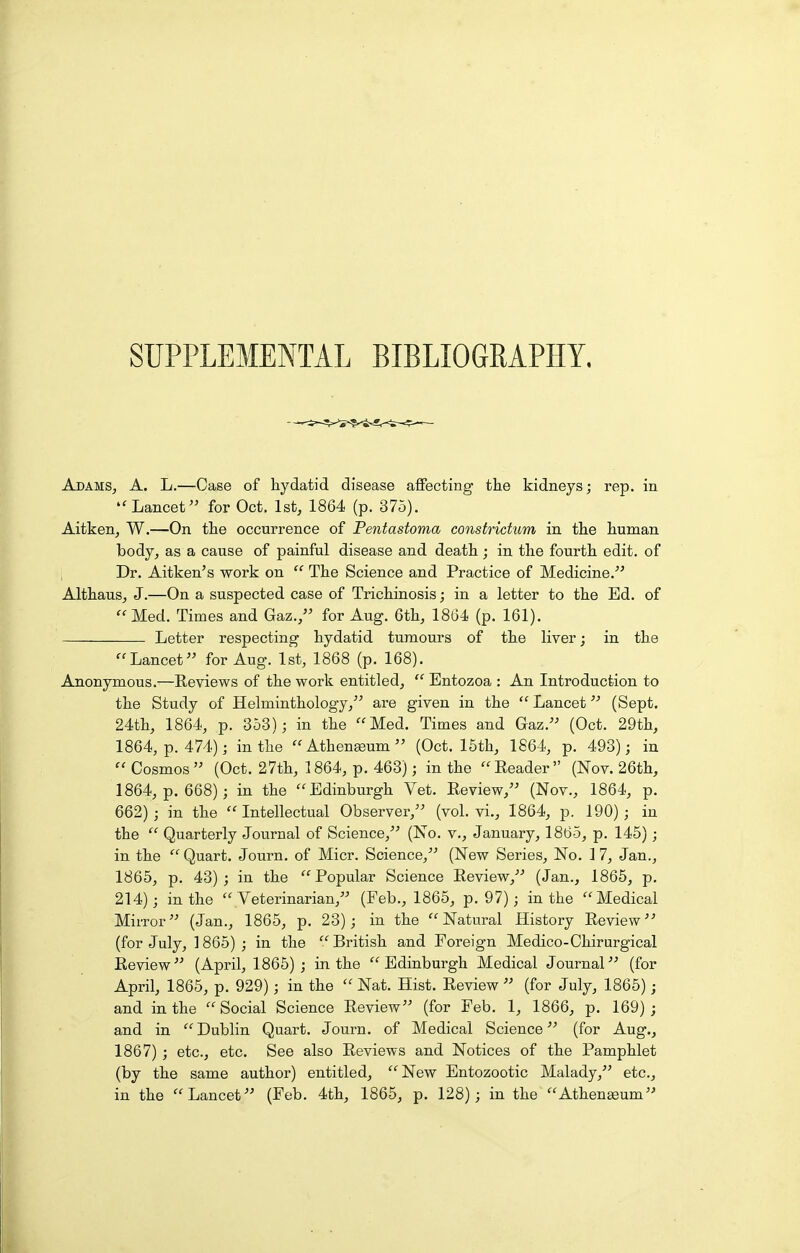 SUPPLEMENTAL BIBLIOGRAPHY.
Adams, A. L.—Case of hydatid disease affecting the kidneys; rep. in
“Lancet” for Oct. 1st, 1864 (p. 375).
Aitken, W.—On the occurrence of Pentastoma constrictum in the human
body, as a cause of painful disease and death; in the fourth edit. of
Dr. Aitken’s work on “The Science and Practice of Medicine.”
Althaus, J.—On a suspected case of Trichinosis; in a letter to the Ed. of
“Med. Times and Gaz.,” for Aug. 6th, 1864 (p. 161).
——— Letter respecting hydatid tumours of the liver; in the
“Lancet” for Aug. 1st, 1868 (p. 168).
Anonymous.—Reviews of the work entitled, “Entozoa: An Introduction to
the Study of Helminthology,” are given in the “Lancet” (Sept.
24th, 1864, p. 353); in the “Med. Times and Gaz.” (Oct. 29th,
1864, p. 474); in the “Athenæum” (Oct. 15th, 1864, p. 493); in
“Cosmos” (Oct. 27th, 1864, p. 463); in the “Reader” (Nov. 26th,
1864, p. 668); in the “Edinburgh Vet. Review,” (Nov., 1864, p.
662); in the “Intellectual Observer,” (vol. vi., 1864, p. 190); in
the “Quarterly Journal of Science,” (No. v., January, 1865, p. 145);
in the “Quart. Journ. of Micr. Science,” (New Series, No. 17, Jan.,
1865, p. 43); in the “Popular Science Review,” (Jan., 1865, p.
214); in the “Veterinarian,” (Feb., 1865, p. 97); in the “Medical
Mirror” (Jan., 1865, p. 23); in the “Natural History Review”
(for July, 1865); in the “British and Foreign Medico-Chirurgical
Review” (April, 1865); in the “Edinburgh Medical Journal” (for
April, 1865, p. 929); in the “Nat. Hist. Review” (for July, 1865);
and in the “Social Science Review” (for Feb. 1, 1866, p. 169);
and in “Dublin Quart. Journ. of Medical Science” (for Aug.,
1867); etc., etc. See also Reviews and Notices of the Pamphlet
(by the same author) entitled, “New Entozootic Malady,” etc.,
in the “Lancet” (Feb. 4th, 1865, p. 128); in the “Athenæum”